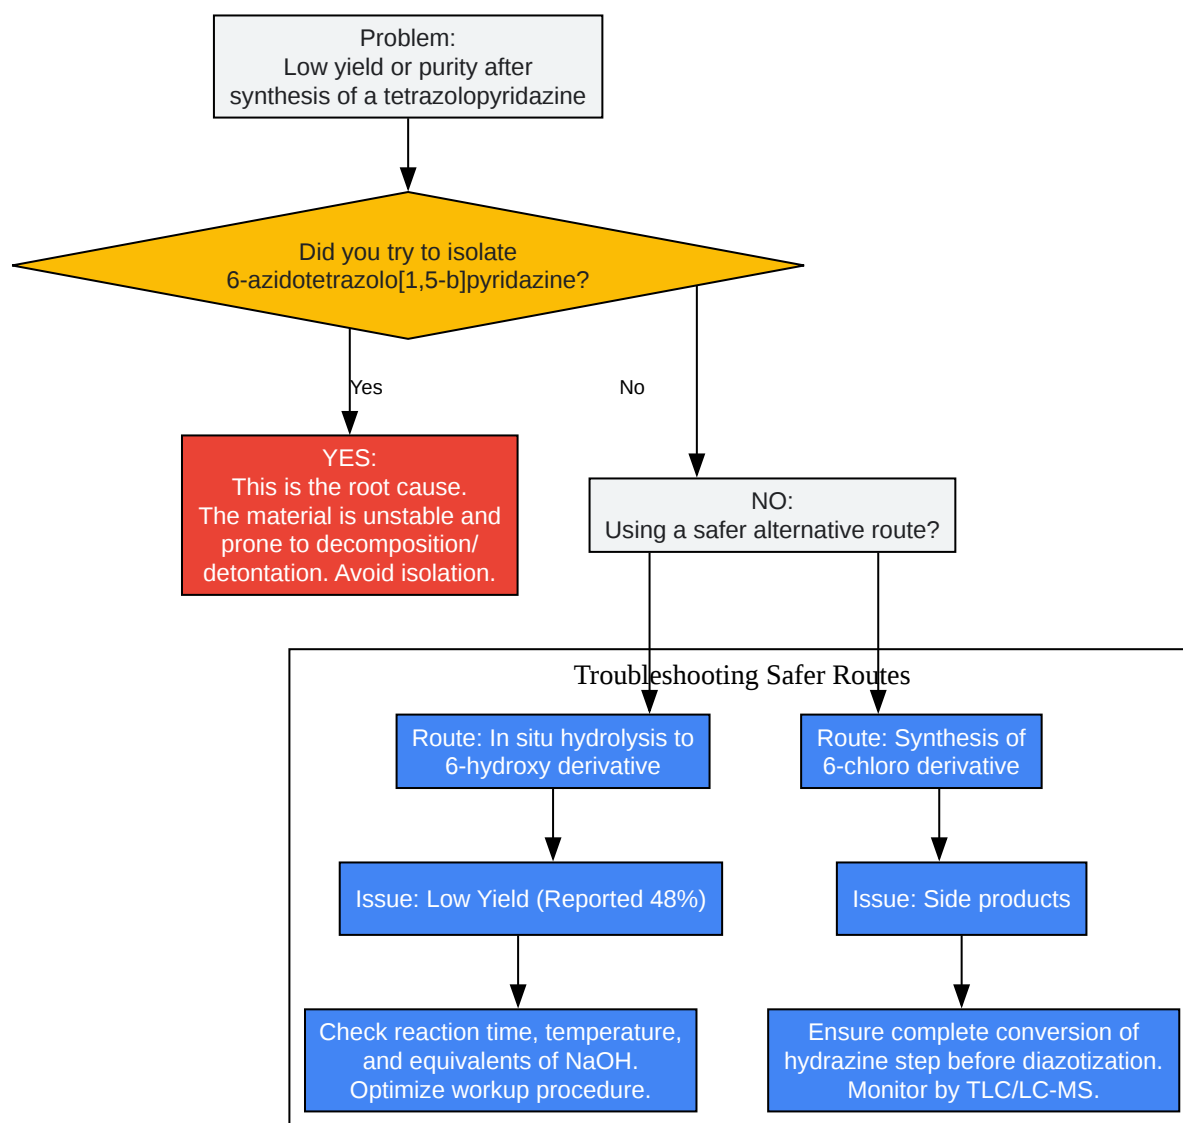 Problem:
Low yield or purity after
synthesis of a tetrazolopyridazine
Did you try to isolate
6-azidotetrazolo[1,5-b]pyridazine?
Yes
No
YES:
This is the root cause.
The material is unstable and
prone to decomposition/
detontation. Avoid isolation.
NO:
Using a safer alternative route?
Troubleshooting Safer Routes
Route: In situ hydrolysis to
6-hydroxy derivative
Route: Synthesis of
6-chloro derivative
Issue: Low Yield (Reported 48%)
Issue: Side products
Check reaction time, temperature,
and equivalents of NaOH.
Optimize workup procedure.
Ensure complete conversion of
hydrazine step before diazotization.
Monitor by TLC/LC-MS.